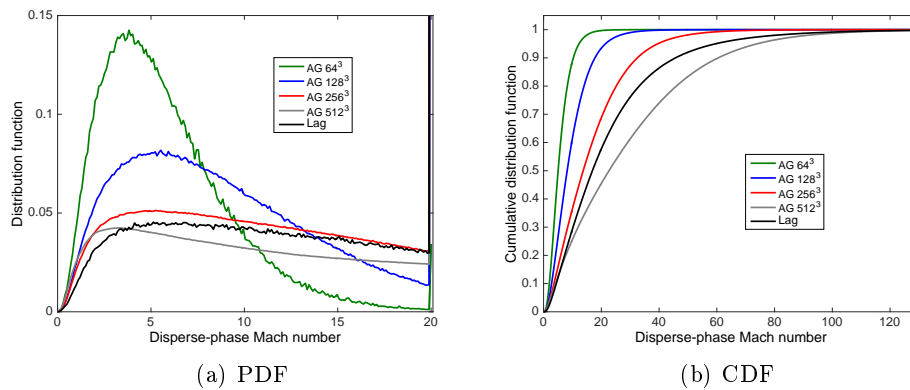 0.15
0.1
0.05
0
Distribution function
AG 64³
AG 128³
AG 256³
AG 512³
Lag
0 5 10 15 20
Disperse-phase Mach number
(a) PDF
1
0.9
0.8
0.7
0.6
0.5
0.4
0.3
0.2
0.1
0
Cumulative distribution function
AG 64³
AG 128³
AG 256³
AG 512³
Lag
0 20 40 60 80 100 120
Disperse-phase Mach number
(b) CDF